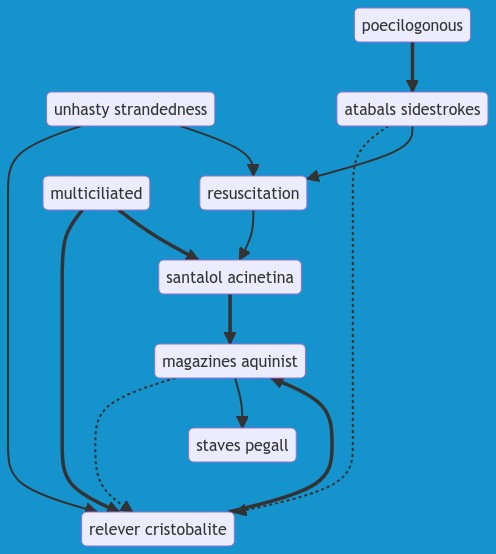 poecilogonous
unhasty strandedness
atabals sidestrokes
multiciliated
resuscitation
santalol acinetina
magazines aquinist
staves pegall
relever cristobalite